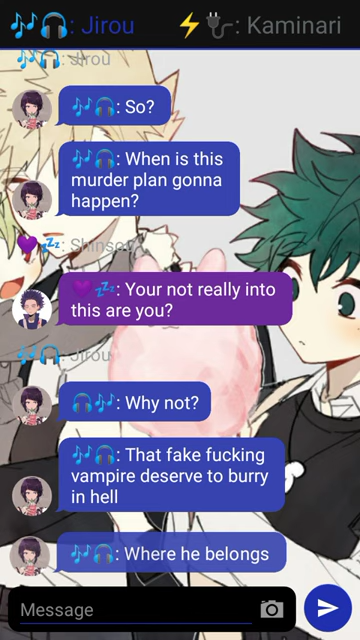 🎶🎧: Jirou ⚡🔌: Kaminari
🎶🎧: Jirou
🎶🎧: So?
🎶🎧: When is this
murder plan gonna
happen?
💜💤: Shinso
💜💤: Your not really into
this are you?
🎶🎧: Jirou
🎧🎶: Why not?
🎶🎧: That fake fucking
vampire deserve to burry
in hell
🎶🎧: Where he belongs
Message